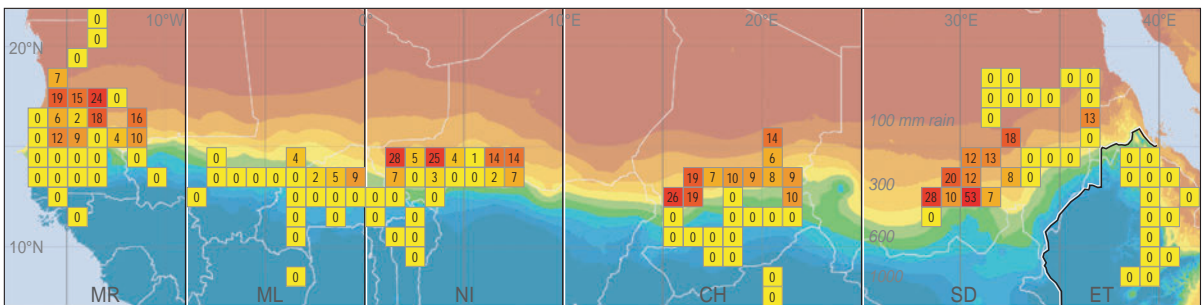 10°W 0 0° 10°E 20°E 30°E 40°E
0
20°N
0
7 0 0 0 0
19 15 24 0 0 0 0 0 0
0 6 2 18 16 100 mm rain 0 13
0 12 9 0 4 10 14 18 0
0 0 0 0 0 0 4 28 5 25 4 1 14 14 6 12 13 0 0 0 0 0
0 0 0 0 0 0 0 0 0 0 2 5 9 7 0 3 0 0 2 7 19 7 10 9 8 9 300 20 12 8 0 0 0
0 0 0 0 0 0 0 0 0 0 26 19 0 10 28 10 53 7 0 0 0
0 0 0 0 0 0 0 0 0 0 0 0 0 0
10°N 0 0 0 0 0 0 0 0 600 0 0
0 0 0 0
0 0 0 0
MR ML NI CH 0 SD ET